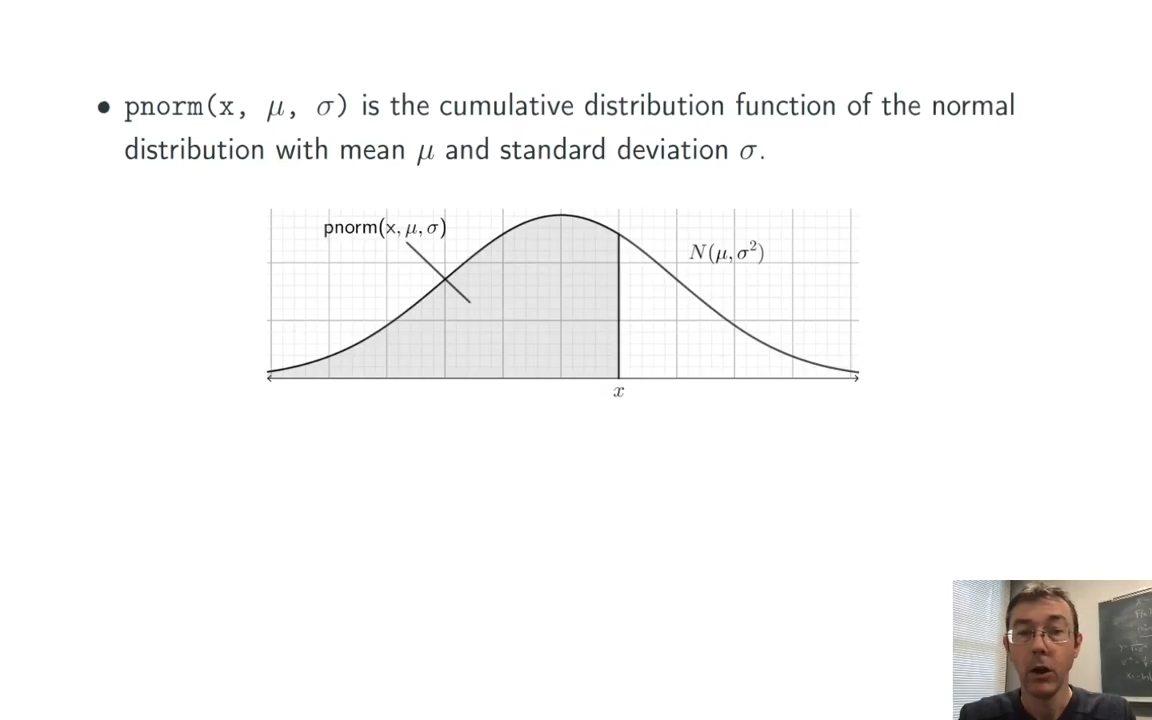 • pnorm(x, μ, σ) is the cumulative distribution function of the normal
distribution with mean μ and standard deviation σ.
pnorm(x, μ, σ)
N(μ, σ²)
x